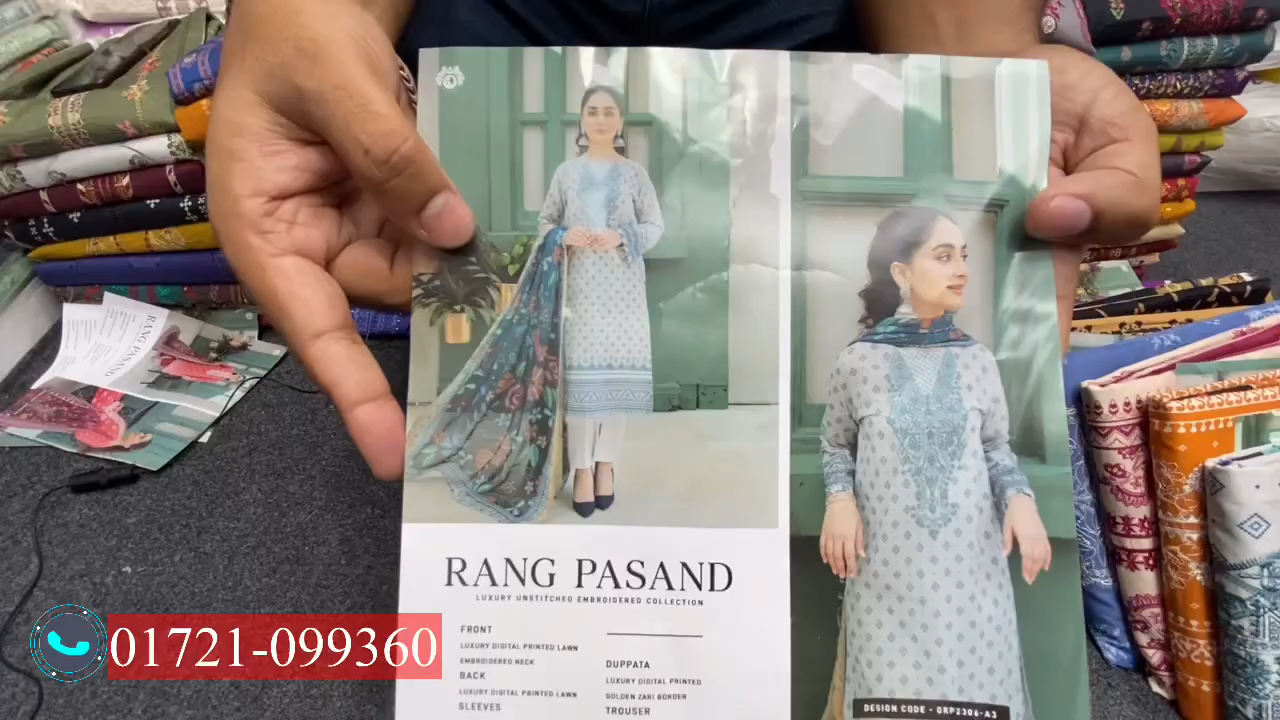 RANG PASAND
RANG PASAND
LUXURY UNSTITCHED EMBROIDERED COLLECTION
FRONT
LUXURY DIGITAL PRINTED LAWN
EMBROIDERED NECK
BACK
LUXURY DIGITAL PRINTED LAWN
SLEEVES
DUPPATA
LUXURY DIGITAL PRINTED
GOLDEN ZARI BORDER
TROUSER
DESIGN CODE - QRP2306-A3
01721-099360